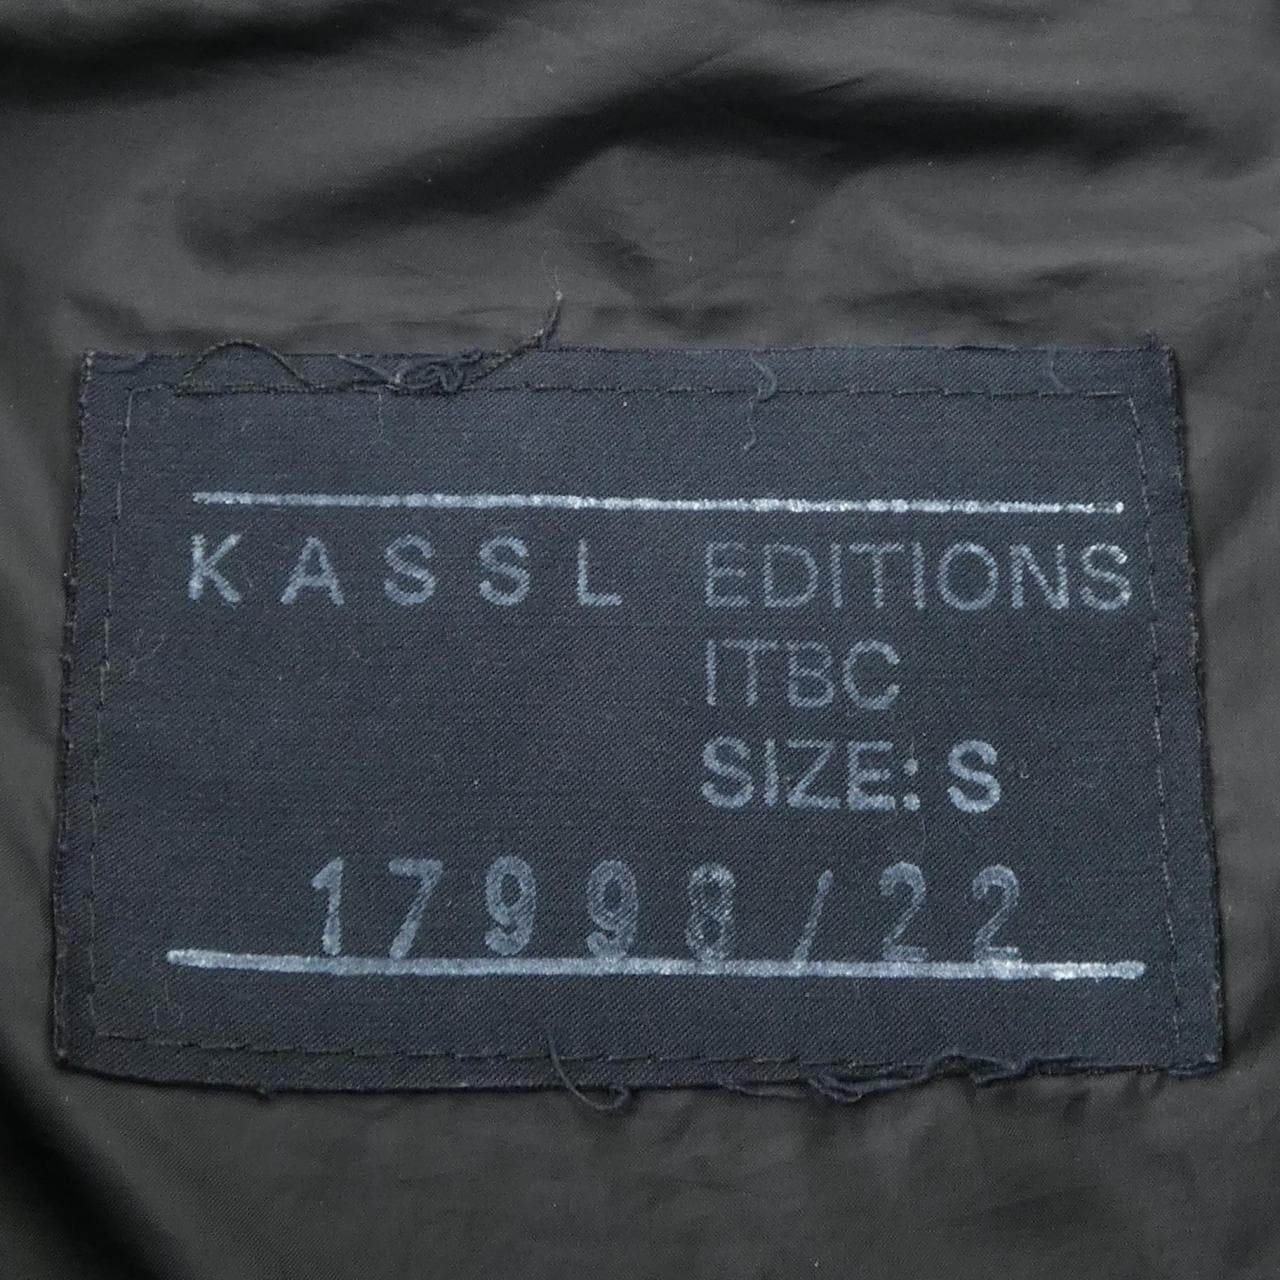 KASSL EDITIONS
ITBC
SIZE: S
17998/22